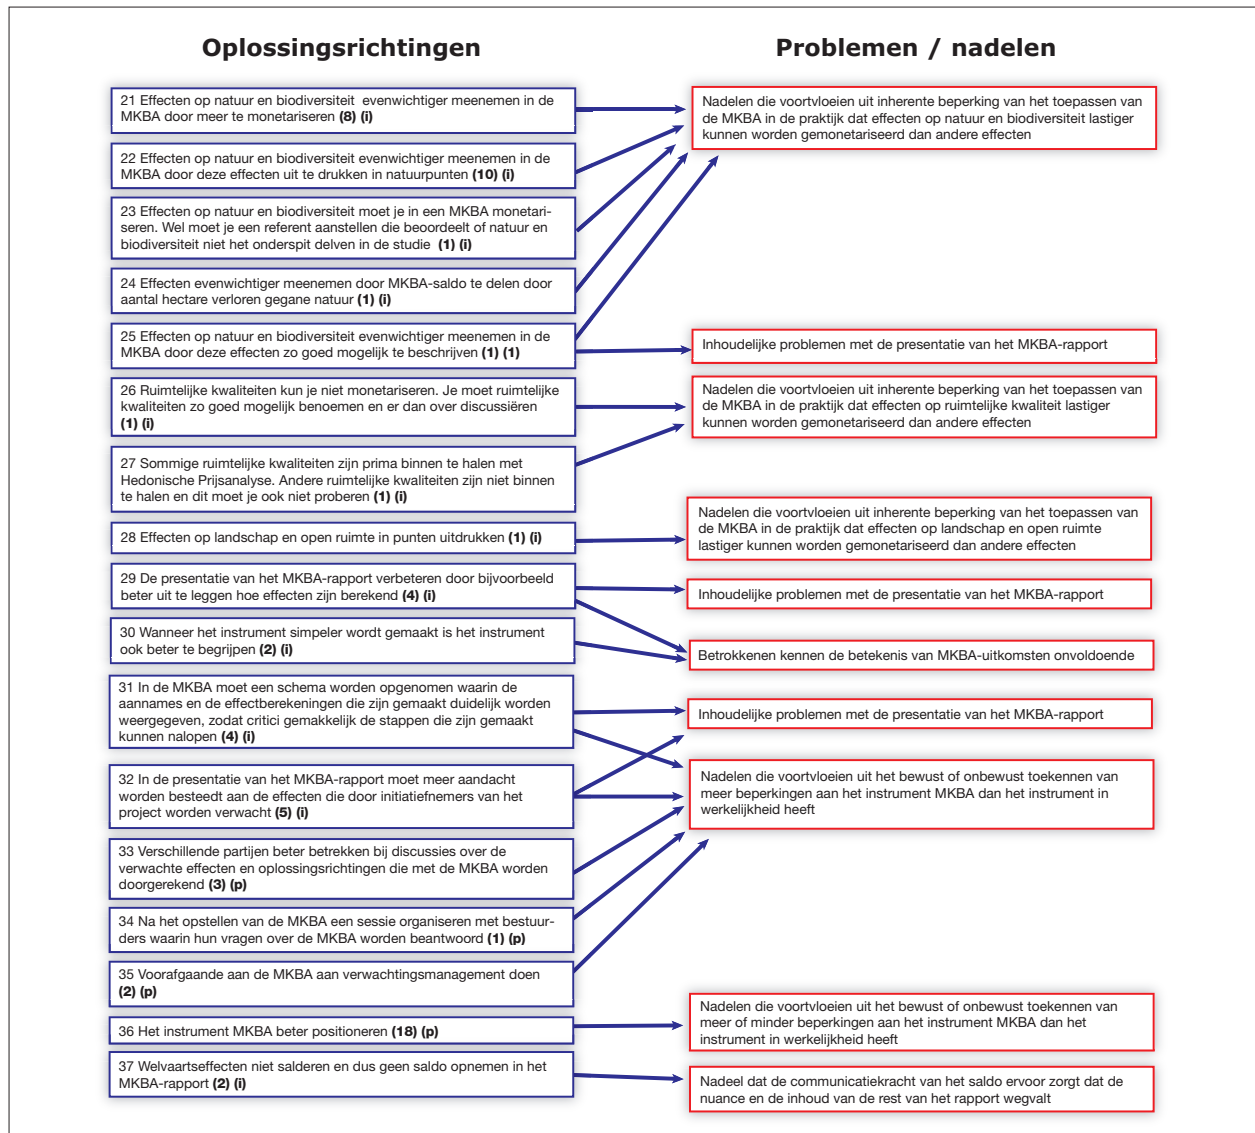 Oplossingsrichtingen
Problemen / nadelen
21 Effecten op natuur en biodiversiteit evenwichtiger meenemen in de
MKBA door meer te monetariseren (8) (i)
22 Effecten op natuur en biodiversiteit evenwichtiger meenemen in de
MKBA door deze effecten uit te drukken in natuurpunten (10) (i)
23 Effecten op natuur en biodiversiteit moet je in een MKBA monetari-
seren. Wel moet je een referent aanstellen die beoordeelt of natuur en
biodiversiteit niet het onderspit delven in de studie (1) (i)
24 Effecten evenwichtiger meenemen door MKBA-saldo te delen door
aantal hectare verloren gegane natuur (1) (i)
25 Effecten op natuur en biodiversiteit evenwichtiger meenemen in de
MKBA door deze effecten zo goed mogelijk te beschrijven (1) (1)
26 Ruimtelijke kwaliteiten kun je niet monetariseren. Je moet ruimtelijke
kwaliteiten zo goed mogelijk benoemen en er dan over discussiëren
(1) (i)
27 Sommige ruimtelijke kwaliteiten zijn prima binnen te halen met
Hedonische Prijsanalyse. Andere ruimtelijke kwaliteiten zijn niet binnen
te halen en dit moet je ook niet proberen (1) (i)
28 Effecten op landschap en open ruimte in punten uitdrukken (1) (i)
29 De presentatie van het MKBA-rapport verbeteren door bijvoorbeeld
beter uit te leggen hoe effecten zijn berekend (4) (i)
30 Wanneer het instrument simpeler wordt gemaakt is het instrument
ook beter te begrijpen (2) (i)
31 In de MKBA moet een schema worden opgenomen waarin de
aannames en de effectberekeningen die zijn gemaakt duidelijk worden
weergegeven, zodat critici gemakkelijk de stappen die zijn gemaakt
kunnen nalopen (4) (i)
32 In de presentatie van het MKBA-rapport moet meer aandacht
worden besteedt aan de effecten die door initiatiefnemers van het
project worden verwacht (5) (i)
33 Verschillende partijen beter betrekken bij discussies over de
verwachte effecten en oplossingsrichtingen die met de MKBA worden
doorgerekend (3) (p)
34 Na het opstellen van de MKBA een sessie organiseren met bestuur-
ders waarin hun vragen over de MKBA worden beantwoord (1) (p)
35 Voorafgaande aan de MKBA aan verwachtingsmanagement doen
(2) (p)
36 Het instrument MKBA beter positioneren (18) (p)
37 Welvaartseffecten niet salderen en dus geen saldo opnemen in het
MKBA-rapport (2) (i)
Nadelen die voortvloeien uit inherente beperking van het toepassen van
de MKBA in de praktijk dat effecten op natuur en biodiversiteit lastiger
kunnen worden gemonetariseerd dan andere effecten
Inhoudelijke problemen met de presentatie van het MKBA-rapport
Nadelen die voortvloeien uit inherente beperking van het toepassen van
de MKBA in de praktijk dat effecten op ruimtelijke kwaliteit lastiger
kunnen worden gemonetariseerd dan andere effecten
Nadelen die voortvloeien uit inherente beperking van het toepassen van
de MKBA in de praktijk dat effecten op landschap en open ruimte
lastiger kunnen worden gemonetariseerd dan andere effecten
Inhoudelijke problemen met de presentatie van het MKBA-rapport
Betrokkenen kennen de betekenis van MKBA-uitkomsten onvoldoende
Inhoudelijke problemen met de presentatie van het MKBA-rapport
Nadelen die voortvloeien uit het bewust of onbewust toekennen van
meer beperkingen aan het instrument MKBA dan het instrument in
werkelijkheid heeft
Nadelen die voortvloeien uit het bewust of onbewust toekennen van
meer of minder beperkingen aan het instrument MKBA dan het
instrument in werkelijkheid heeft
Nadeel dat de communicatiekracht van het saldo ervoor zorgt dat de
nuance en de inhoud van de rest van het rapport wegvalt